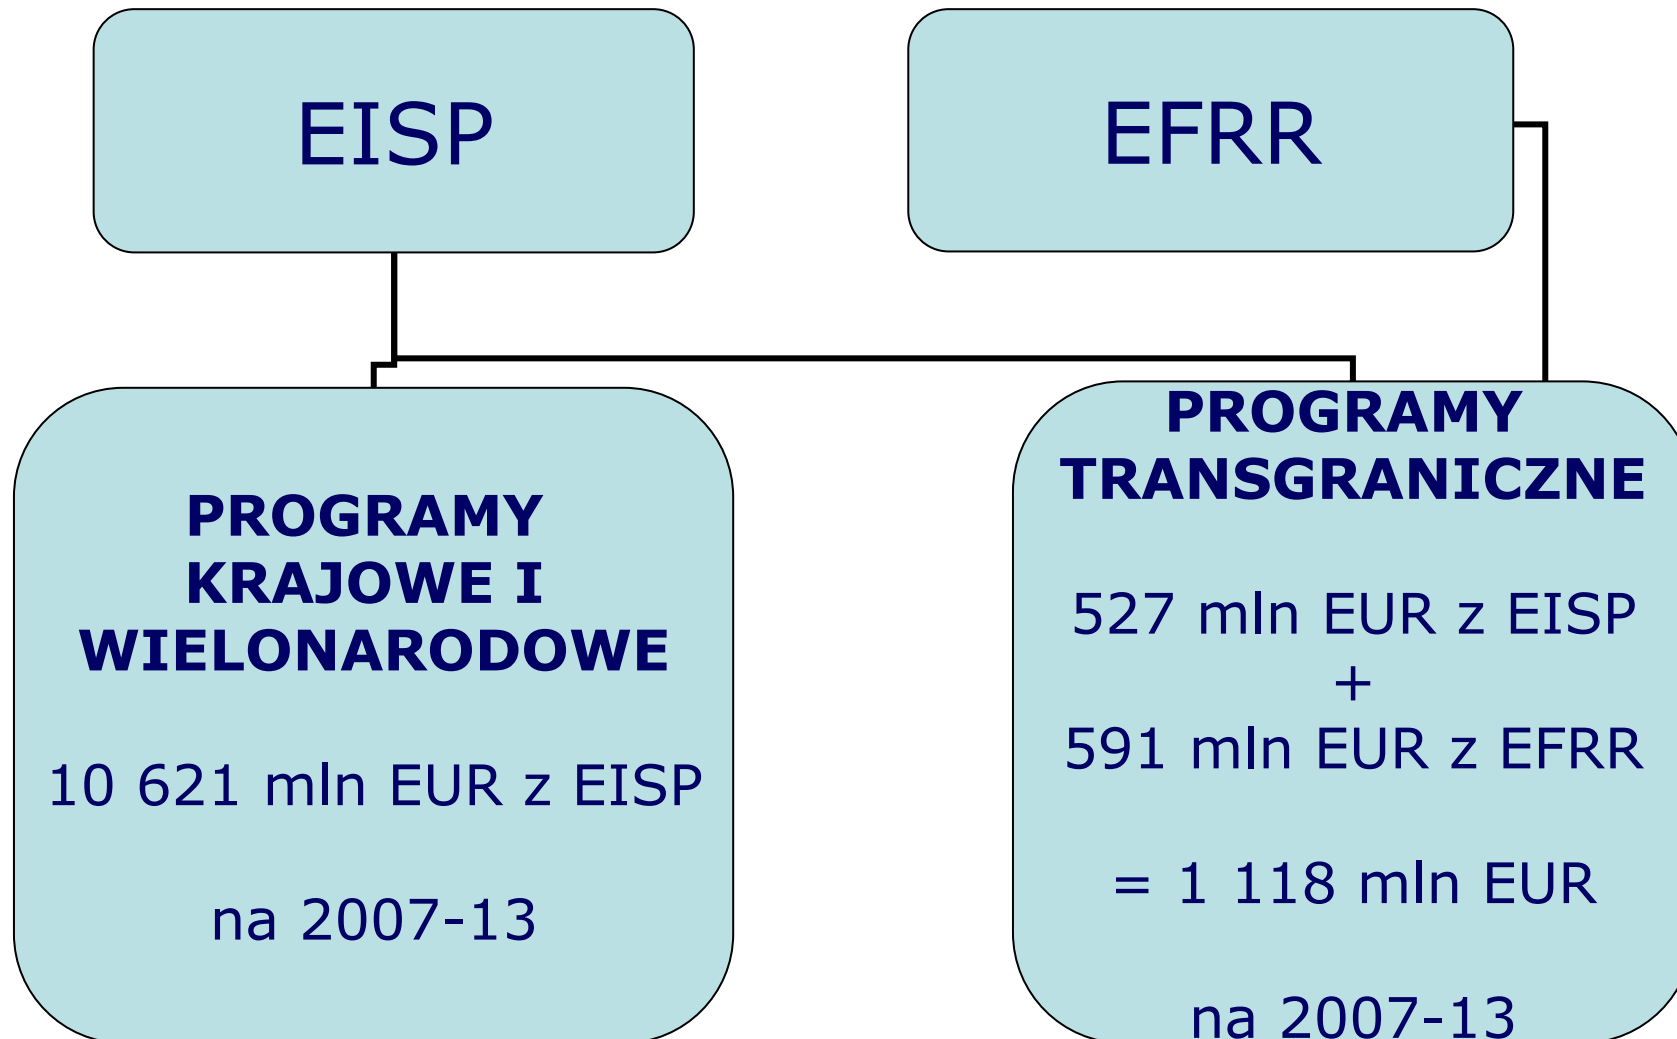 EISP
EFRR
PROGRAMY
KRAJOWE I
WIELONARODOWE
10 621 mln EUR z EISP
na 2007-13
PROGRAMY
TRANSGRANICZNE
527 mln EUR z EISP
+
591 mln EUR z EFRR
= 1 118 mln EUR
na 2007-13